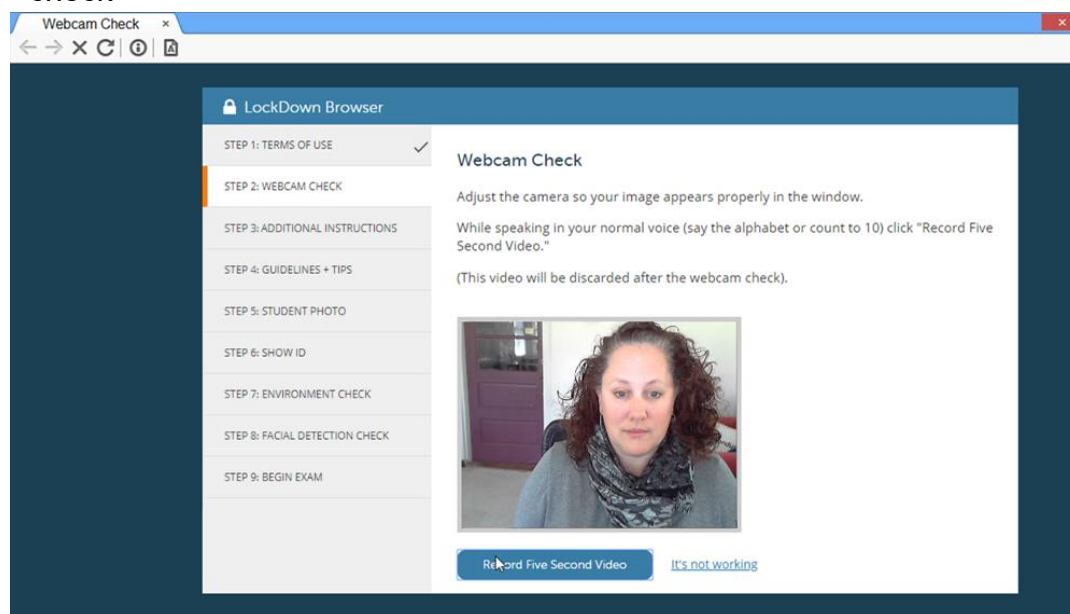 Webcam Check
LockDown Browser
STEP 1: TERMS OF USE
STEP 2: WEBCAM CHECK
STEP 3: ADDITIONAL INSTRUCTIONS
STEP 4: GUIDELINES + TIPS
STEP 5: STUDENT PHOTO
STEP 6: SHOW ID
STEP 7: ENVIRONMENT CHECK
STEP 8: FACIAL DETECTION CHECK
STEP 9: BEGIN EXAM
Webcam Check
Adjust the camera so your image appears properly in the window.
While speaking in your normal voice (say the alphabet or count to 10) click "Record Five
Second Video."
(This video will be discarded after the webcam check).
Record Five Second Video
It's not working